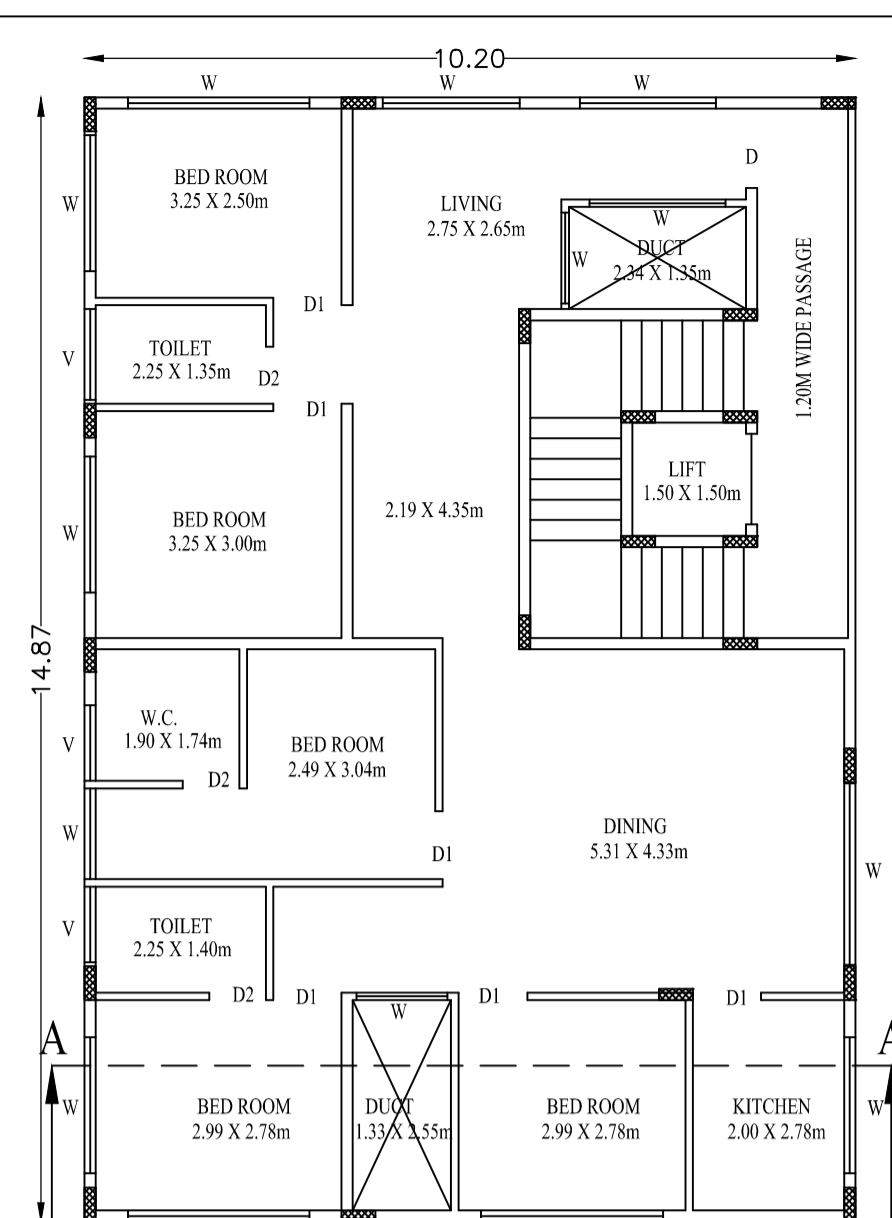 10.20
W
W
W
D
BED ROOM
3.25 X 2.50m
W
LIVING
2.75 X 2.65m
W
W
DUCT
2.34 X 1.35m
1.20M WIDE PASSAGE
D1
V
TOILET
2.25 X 1.35m
D2
D1
LIFT
1.50 X 1.50m
W
BED ROOM
3.25 X 3.00m
2.19 X 4.35m
14.87
W.C.
1.90 X 1.74m
V
D2
BED ROOM
2.49 X 3.04m
W
D1
DINING
5.31 X 4.33m
W
V
TOILET
2.25 X 1.40m
D2
D1
W
D1
D1
A
A
W
BED ROOM
2.99 X 2.78m
DUCT
1.33 X 2.55m
BED ROOM
2.99 X 2.78m
KITCHEN
2.00 X 2.78m
W